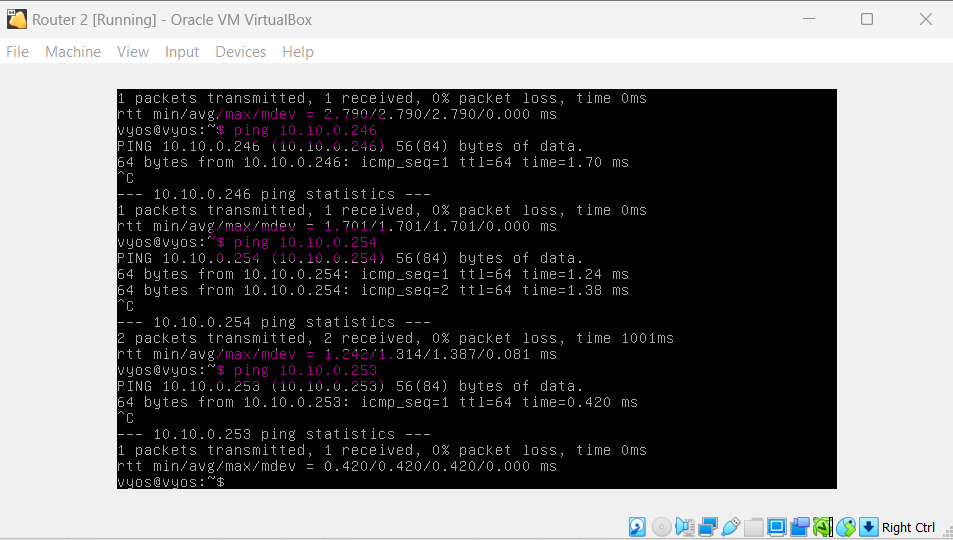 Router 2 [Running] - Oracle VM VirtualBox
File Machine View Input Devices Help
1 packets transmitted, 1 received, 0% packet loss, time 0ms
rtt min/avg/max/mdev = 2.790/2.790/2.790/0.000 ms
vyos@vyos:~$ ping 10.10.0.246
PING 10.10.0.246 (10.10.0.246) 56(84) bytes of data.
64 bytes from 10.10.0.246: icmp_seq=1 ttl=64 time=1.70 ms
^C
--- 10.10.0.246 ping statistics ---
1 packets transmitted, 1 received, 0% packet loss, time 0ms
rtt min/avg/max/mdev = 1.701/1.701/1.701/0.000 ms
vyos@vyos:~$ ping 10.10.0.254
PING 10.10.0.254 (10.10.0.254) 56(84) bytes of data.
64 bytes from 10.10.0.254: icmp_seq=1 ttl=64 time=1.24 ms
64 bytes from 10.10.0.254: icmp_seq=2 ttl=64 time=1.38 ms
^C
--- 10.10.0.254 ping statistics ---
2 packets transmitted, 2 received, 0% packet loss, time 1001ms
rtt min/avg/max/mdev = 1.242/1.314/1.387/0.081 ms
vyos@vyos:~$ ping 10.10.0.253
PING 10.10.0.253 (10.10.0.253) 56(84) bytes of data.
64 bytes from 10.10.0.253: icmp_seq=1 ttl=64 time=0.420 ms
^C
--- 10.10.0.253 ping statistics ---
1 packets transmitted, 1 received, 0% packet loss, time 0ms
rtt min/avg/max/mdev = 0.420/0.420/0.420/0.000 ms
vyos@vyos:~$
Right Ctrl